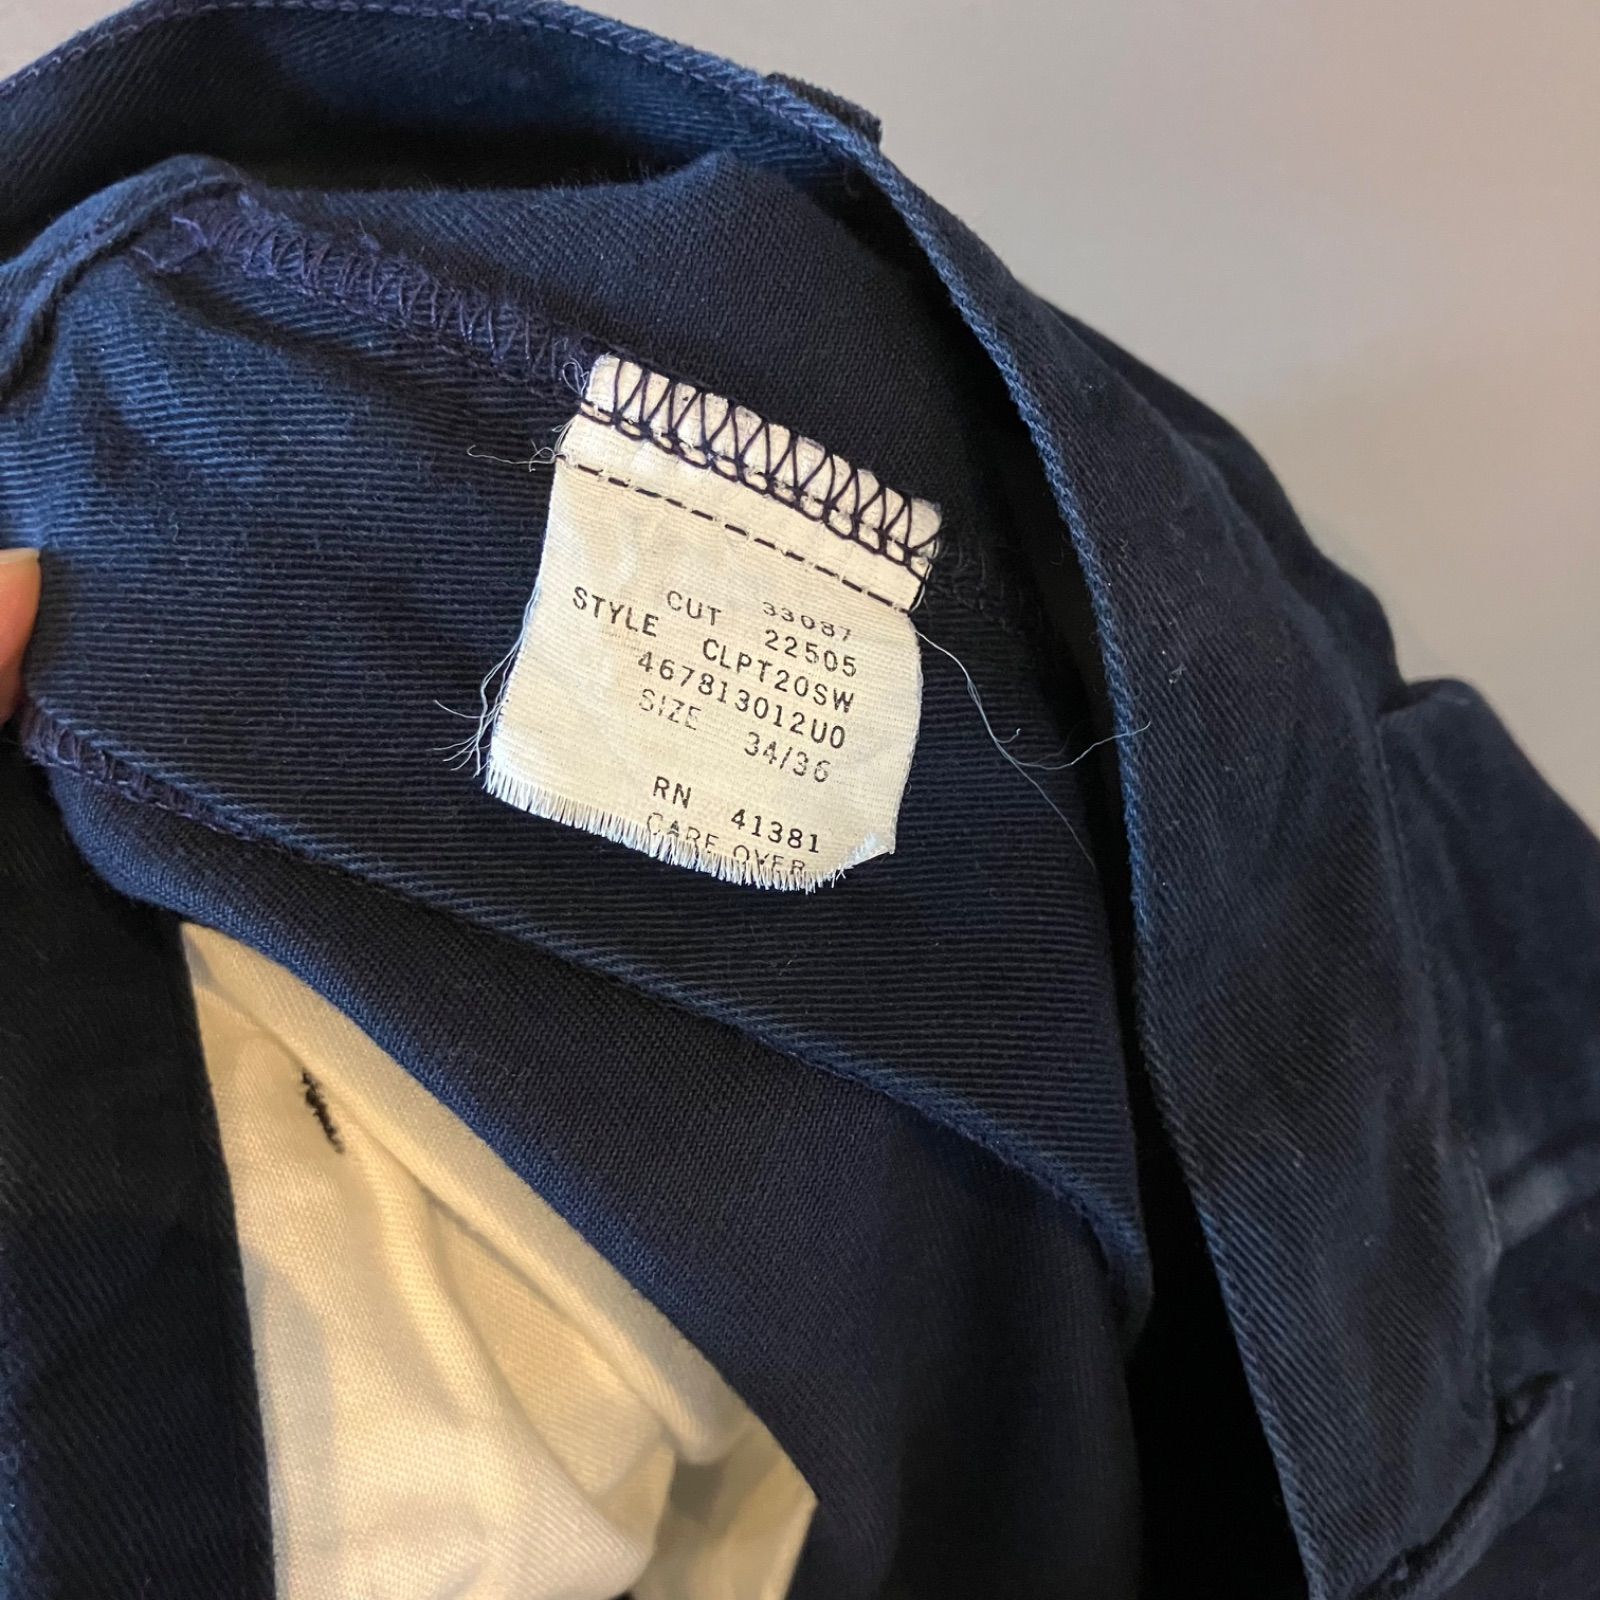 CUT 33087
STYLE 22505
CLPT20SW
467813012U0
SIZE 34/36
RN 41381
CARE OVER